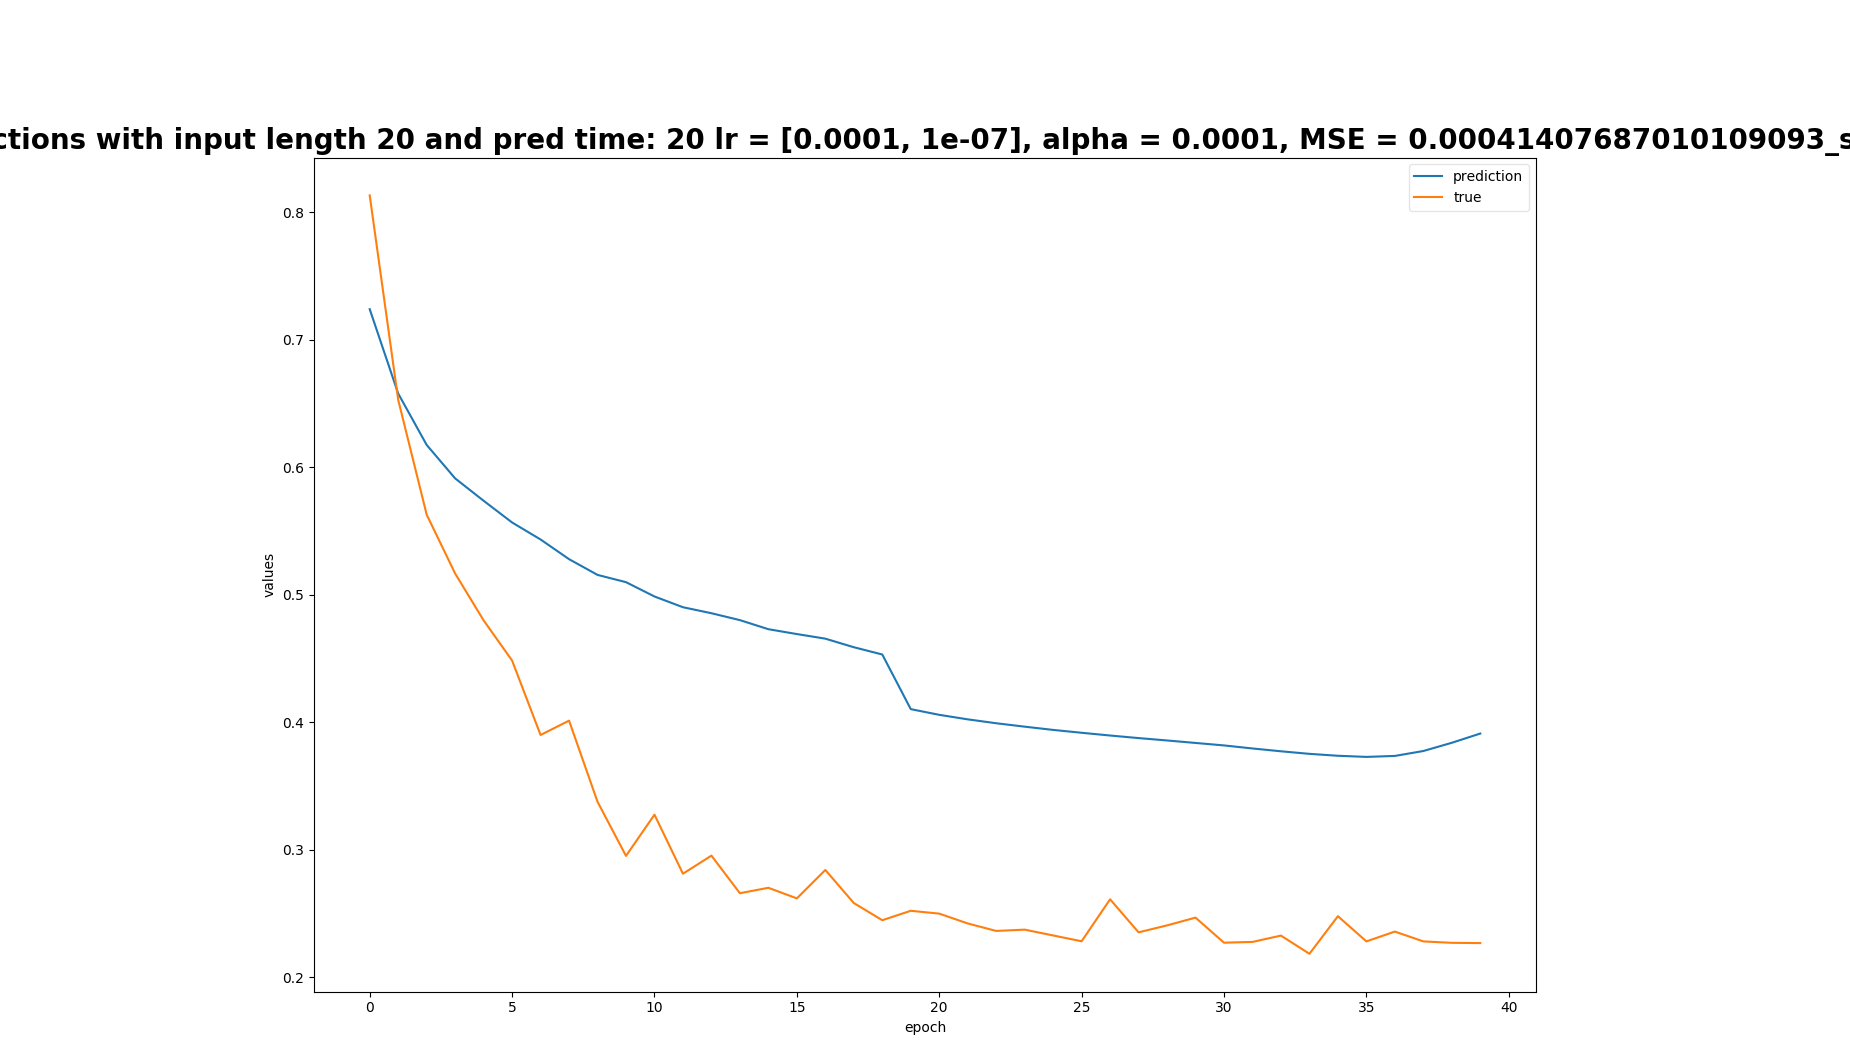 with input length 20 and pred time: 20 lr = [0.0001, 1e-07], alpha = 0.0001, MSE = 0.00041407687010109093_s
prediction
true
0.8
0.7
0.6
0.5
0.4
0.3
0.2
values
0 5 10 15 20 25 30 35 40
epoch